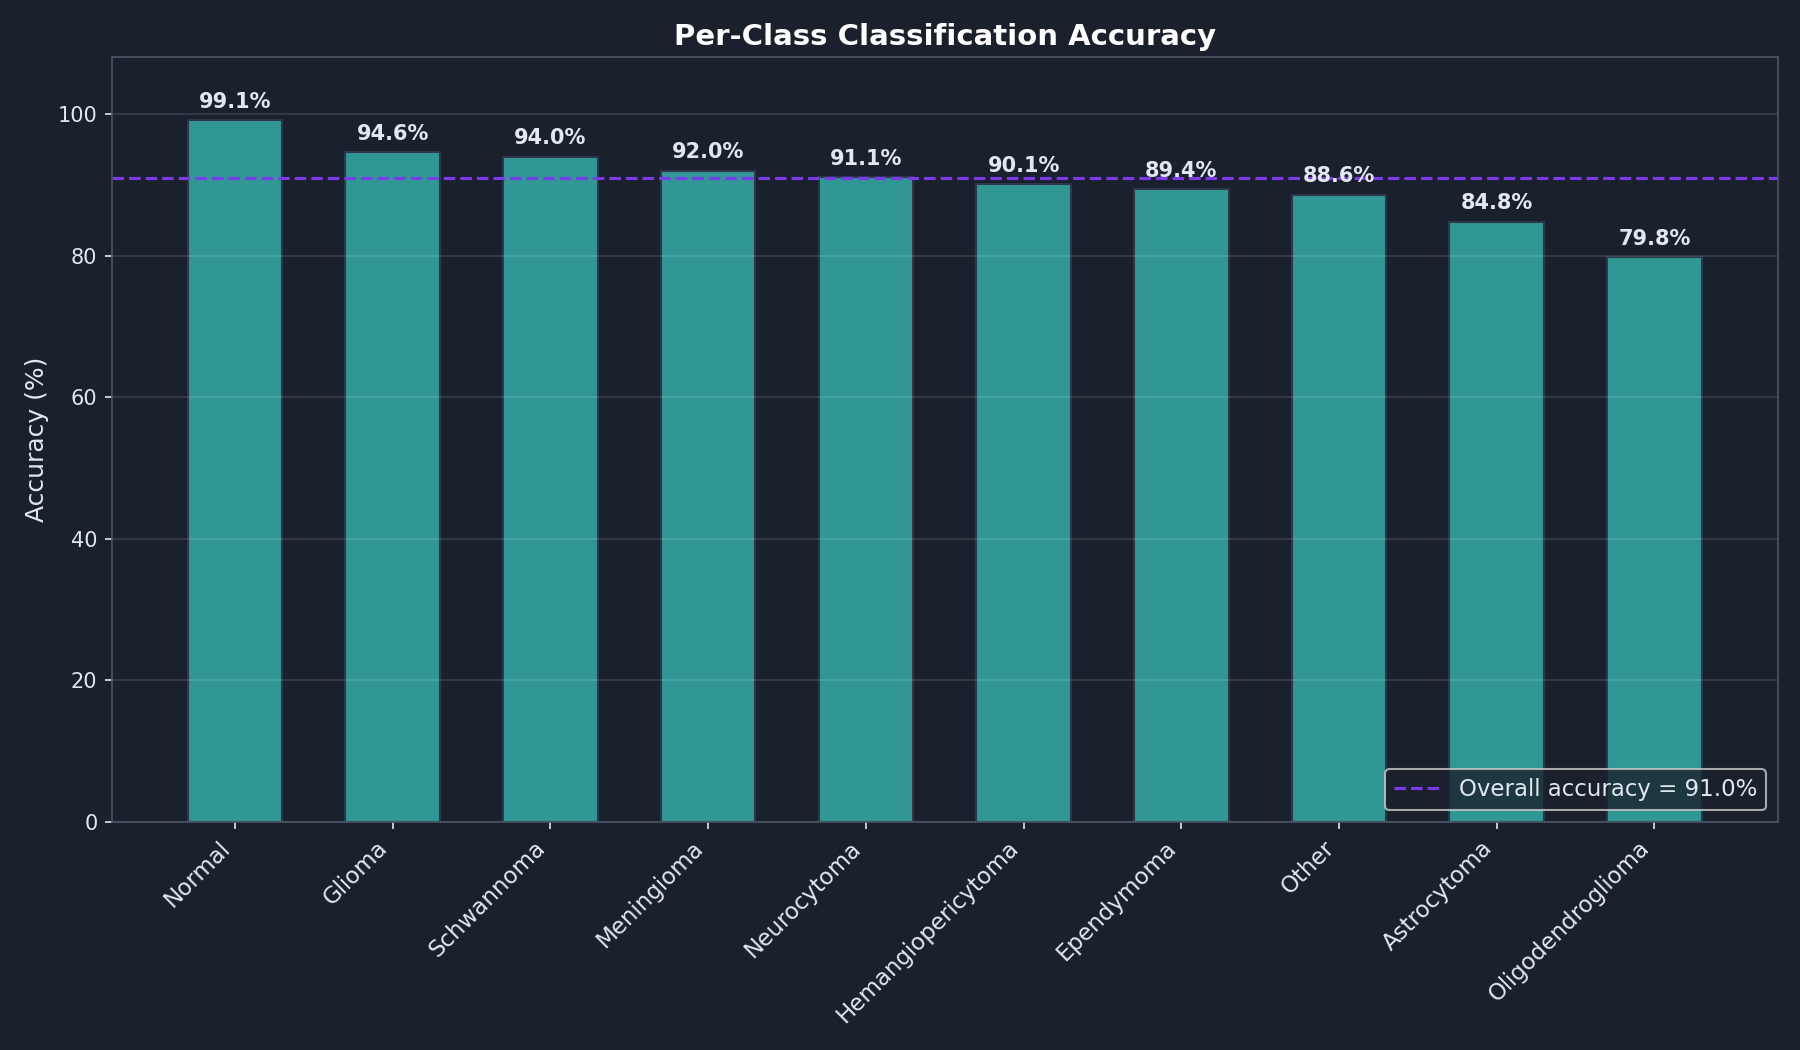 Per-Class Classification Accuracy
Accuracy (%)
100
80
60
40
20
0
99.1%
94.6%
94.0%
92.0%
91.1%
90.1%
89.4%
88.6%
84.8%
79.8%
Overall accuracy = 91.0%
Normal
Glioma
Schwannoma
Meningioma
Neurocytoma
Hemangiopericytoma
Ependymoma
Other
Astrocytoma
Oligodendroglioma